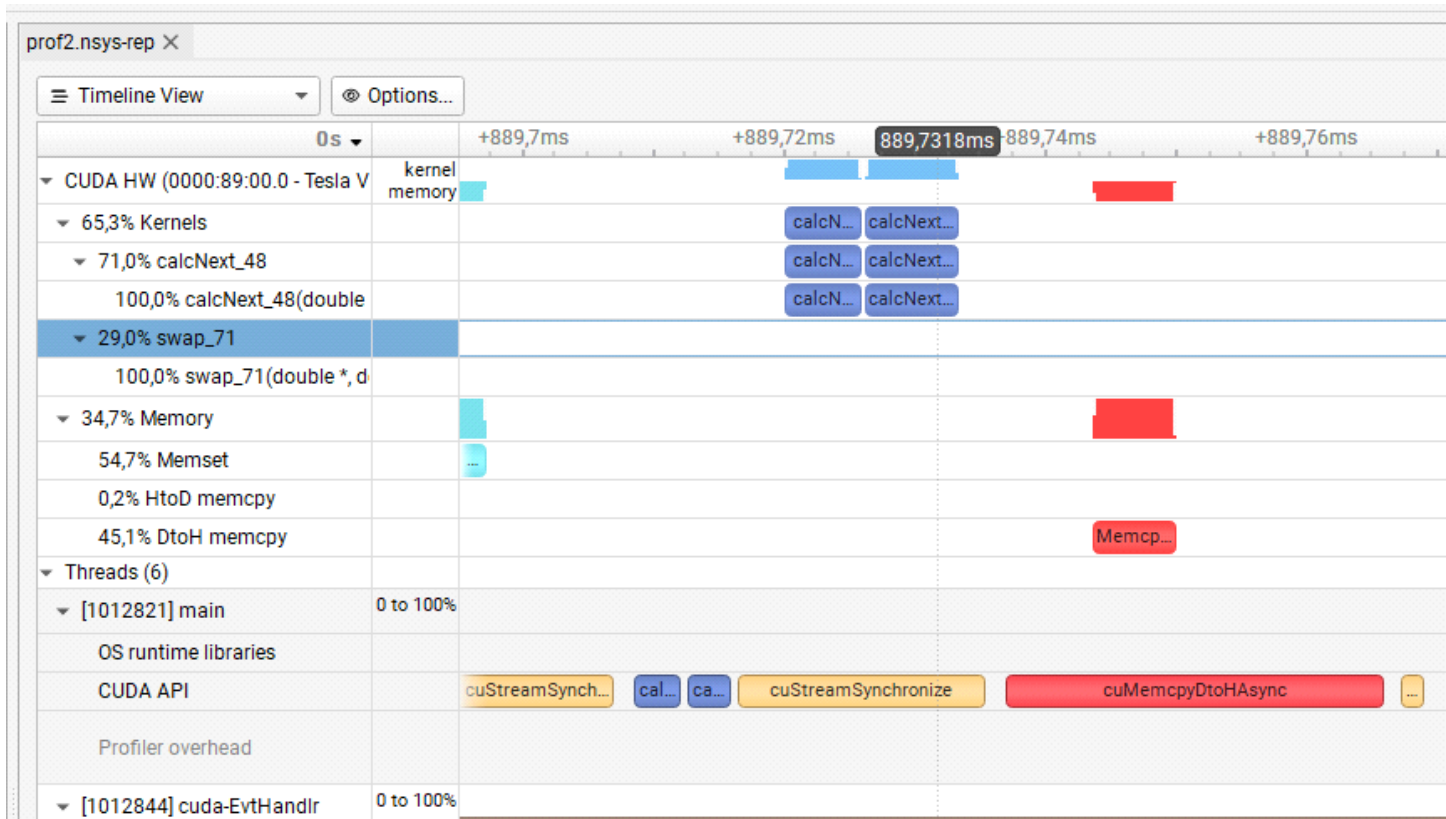 prof2.nsys-rep
Timeline View Options...
0s +889,7ms +889,72ms 889,7318ms +889,74ms +889,76ms
CUDA HW (0000:89:00.0 - Tesla V kernel
memory
65,3% Kernels calcN... calcNext...
71,0% calcNext_48 calcN... calcNext...
100,0% calcNext_48(double calcN... calcNext...
29,0% swap_71
100,0% swap_71(double *, d
34,7% Memory
54,7% Memset ...
0,2% HtoD memcpy
45,1% DtoH memcpy Memcp...
Threads (6)
[1012821] main 0 to 100%
OS runtime libraries
CUDA API cuStreamSynch... cal... ca... cuStreamSynchronize cuMemcpyDtoHAsync ...
Profiler overhead
[1012844] cuda-EvtHandlr 0 to 100%